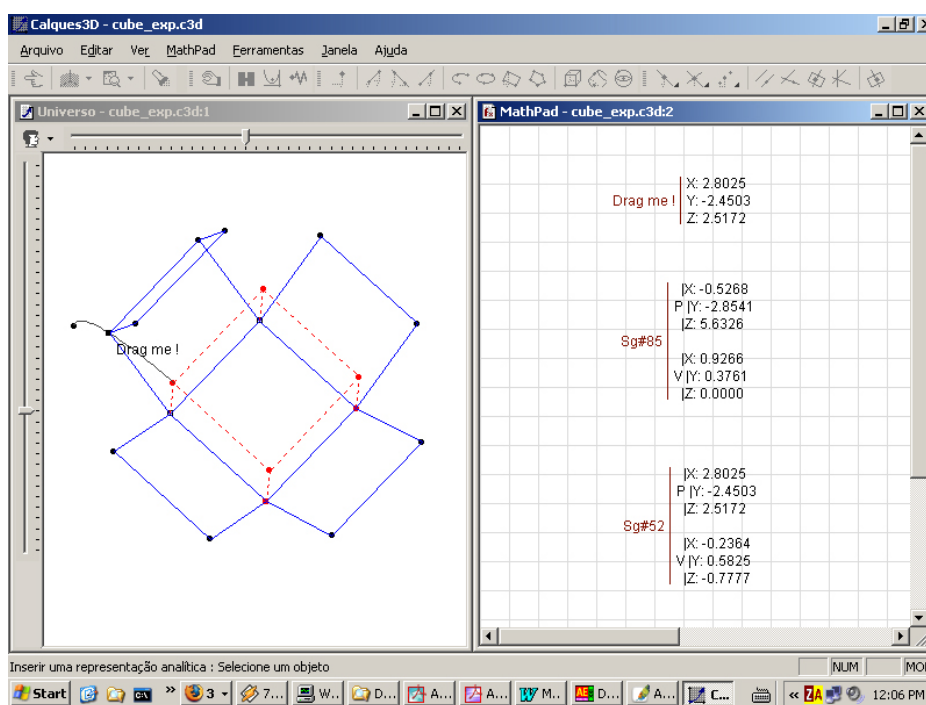 Calques3D - cube_exp.c3d
Arquivo Editar Ver MathPad Ferramentas Janela Ajuda
Universo - cube_exp.c3d:1
Drag me !
MathPad - cube_exp.c3d:2
X: 2.8025
Drag me ! Y: -2.4503
Z: 2.5172
|X: -0.5268
P |Y: -2.8541
|Z: 5.6326
Sg#85
|X: 0.9266
V |Y: 0.3761
|Z: 0.0000
|X: 2.8025
P |Y: -2.4503
|Z: 2.5172
Sg#52
|X: -0.2364
V |Y: 0.5825
|Z: -0.7777
Inserir uma representação analítica : Selecione um objeto
NUM
Start » 3 7... W.. D... A... A... M.. D... A... C... « ZA 12:06 PM